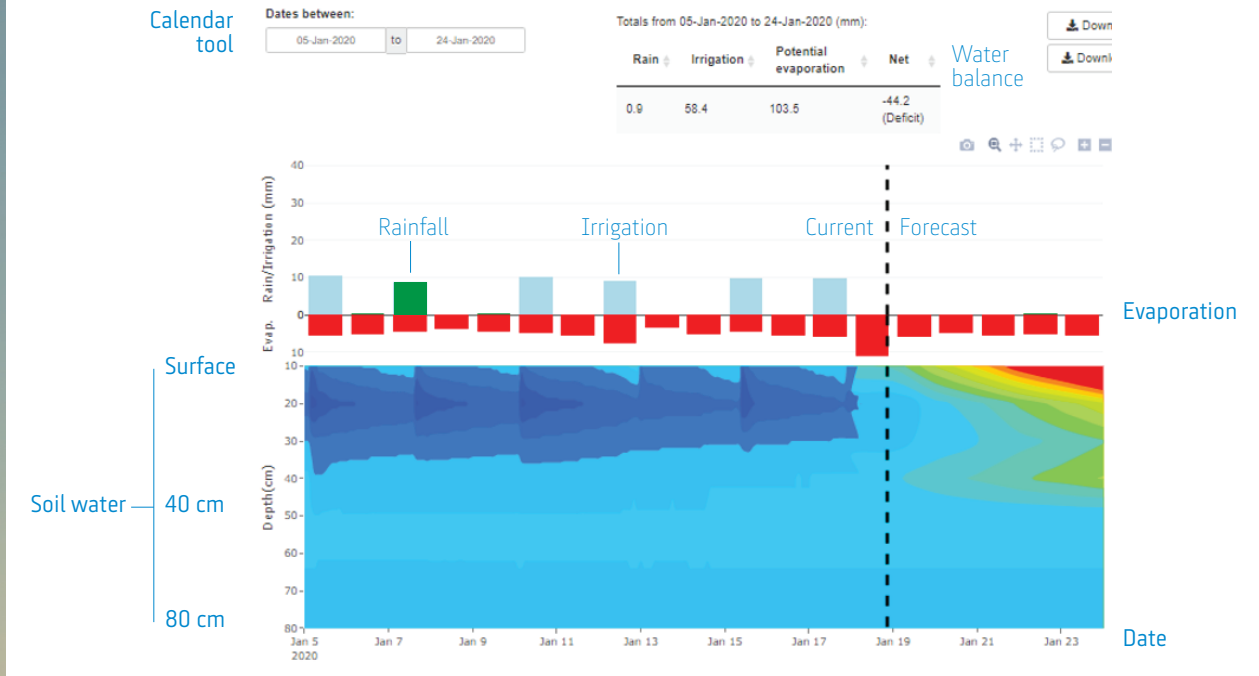 Calendar
tool
Dates between:
05-Jan-2020 to 24-Jan-2020
Totals from 05-Jan-2020 to 24-Jan-2020 (mm):
Rain Irrigation Potential
evaporation Net
0.9 58.4 103.5 -44.2
(Deficit)
Water
balance
Down
Downl
Rain/Irrigation (mm)
40
30
20
10
0
Evap.
10
Rainfall
Irrigation
Current
Forecast
Evaporation
Surface
Soil water
40 cm
80 cm
Depth(cm)
10
20
30
40
50
60
70
80
Jan 5
2020
Jan 7
Jan 9
Jan 11
Jan 13
Jan 15
Jan 17
Jan 19
Jan 21
Jan 23
Date